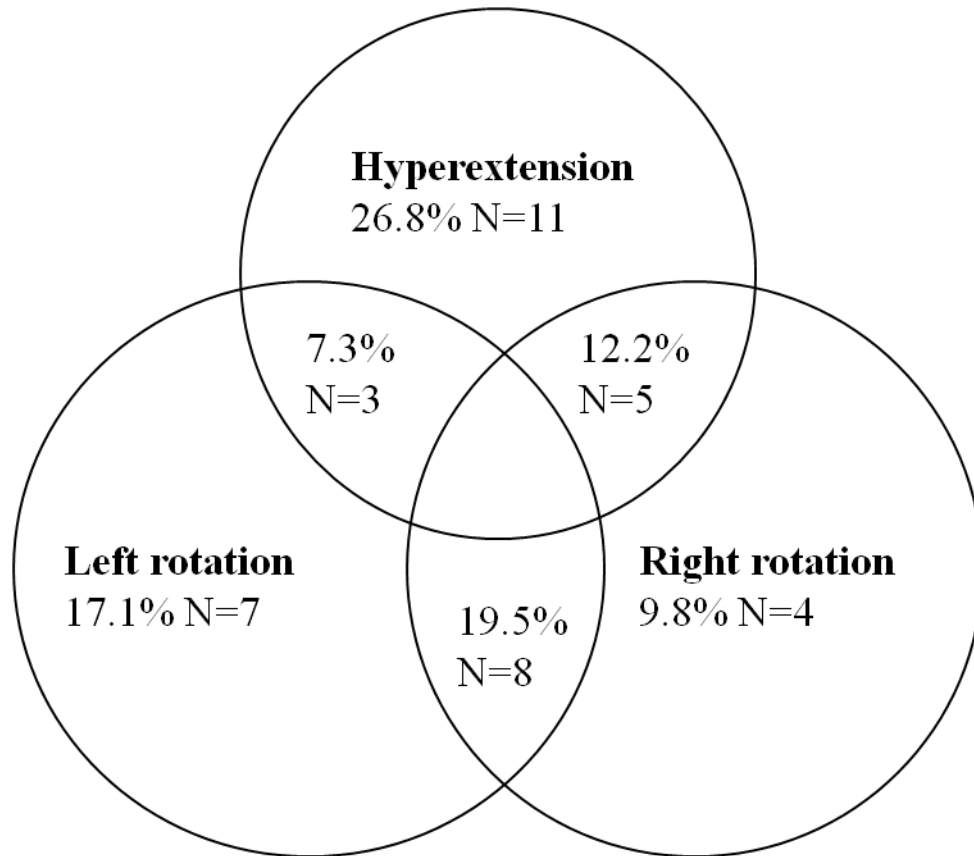 Hyperextension
26.8% N=11
7.3%
N=3
12.2%
N=5
Left rotation
17.1% N=7
Right rotation
9.8% N=4
19.5%
N=8